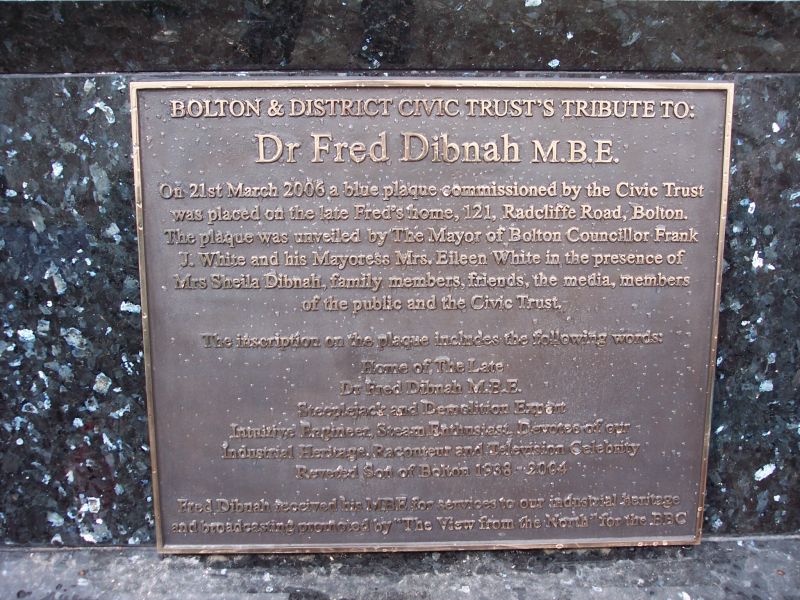 BOLTON & DISTRICT CIVIC TRUST'S TRIBUTE TO:
Dr Fred Dibnah M.B.E.
On 21st March 2006 a blue plaque commissioned by the Civic Trust
was placed on the late Fred's home, 121, Radcliffe Road, Bolton.
The plaque was unveiled by The Mayor of Bolton Councillor Frank
J. White and his Mayoress Mrs. Eileen White in the presence of
Mrs Sheila Dibnah, family members, friends, the media, members
of the public and the Civic Trust.
The inscription on the plaque includes the following words:
Home of The Late
Dr Fred Dibnah M.B.E.
Steeplejack and Demolition Expert
Intuitive Engineer, Steam Enthusiast, Devotee of our
Industrial Heritage, Raconteur and Television Celebrity
Revered Son of Bolton 1938 - 2004
Fred Dibnah received his MBE for services to our industrial heritage
and broadcasting promoted by "The View from the North" for the BBC